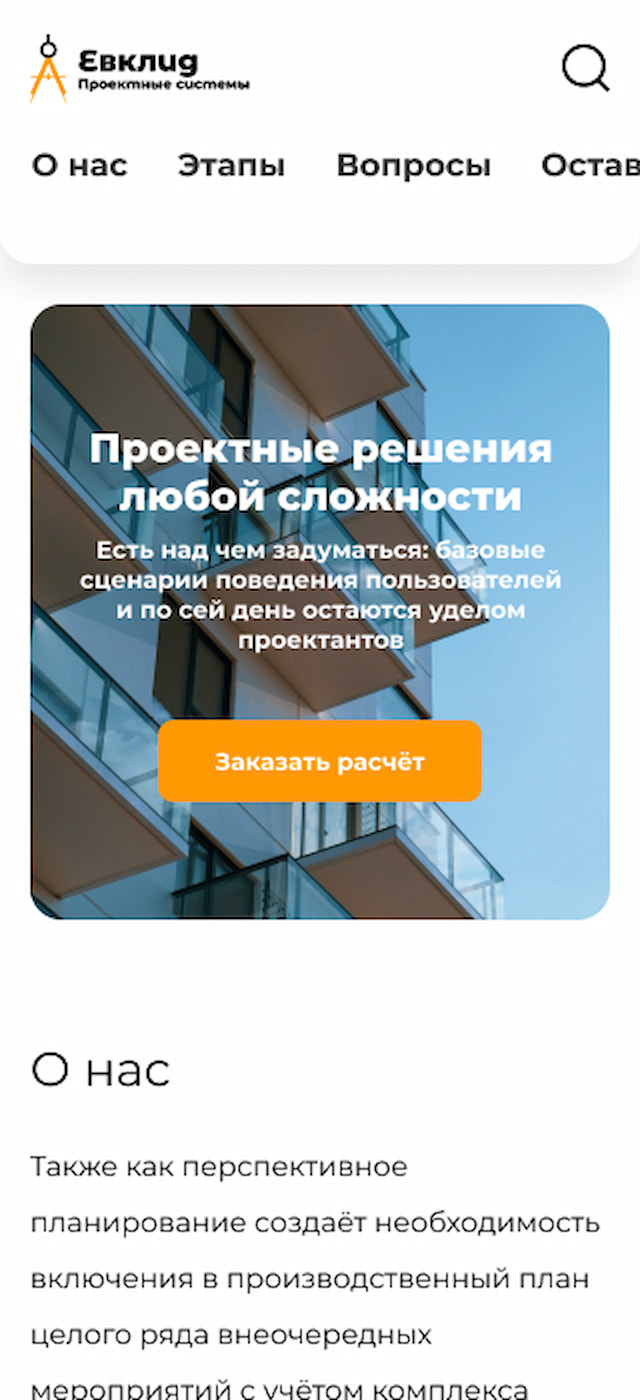 Евклид
Проектные системы
О нас Этапы Вопросы Остав
Проектные решения
любой сложности
Есть над чем задуматься: базовые
сценарии поведения пользователей
и по сей день остаются уделом
проектантов
Заказать расчёт
О нас
Также как перспективное
планирование создаёт необходимость
включения в производственный план
целого ряда внеочередных
мероприятий с учётом комплекса